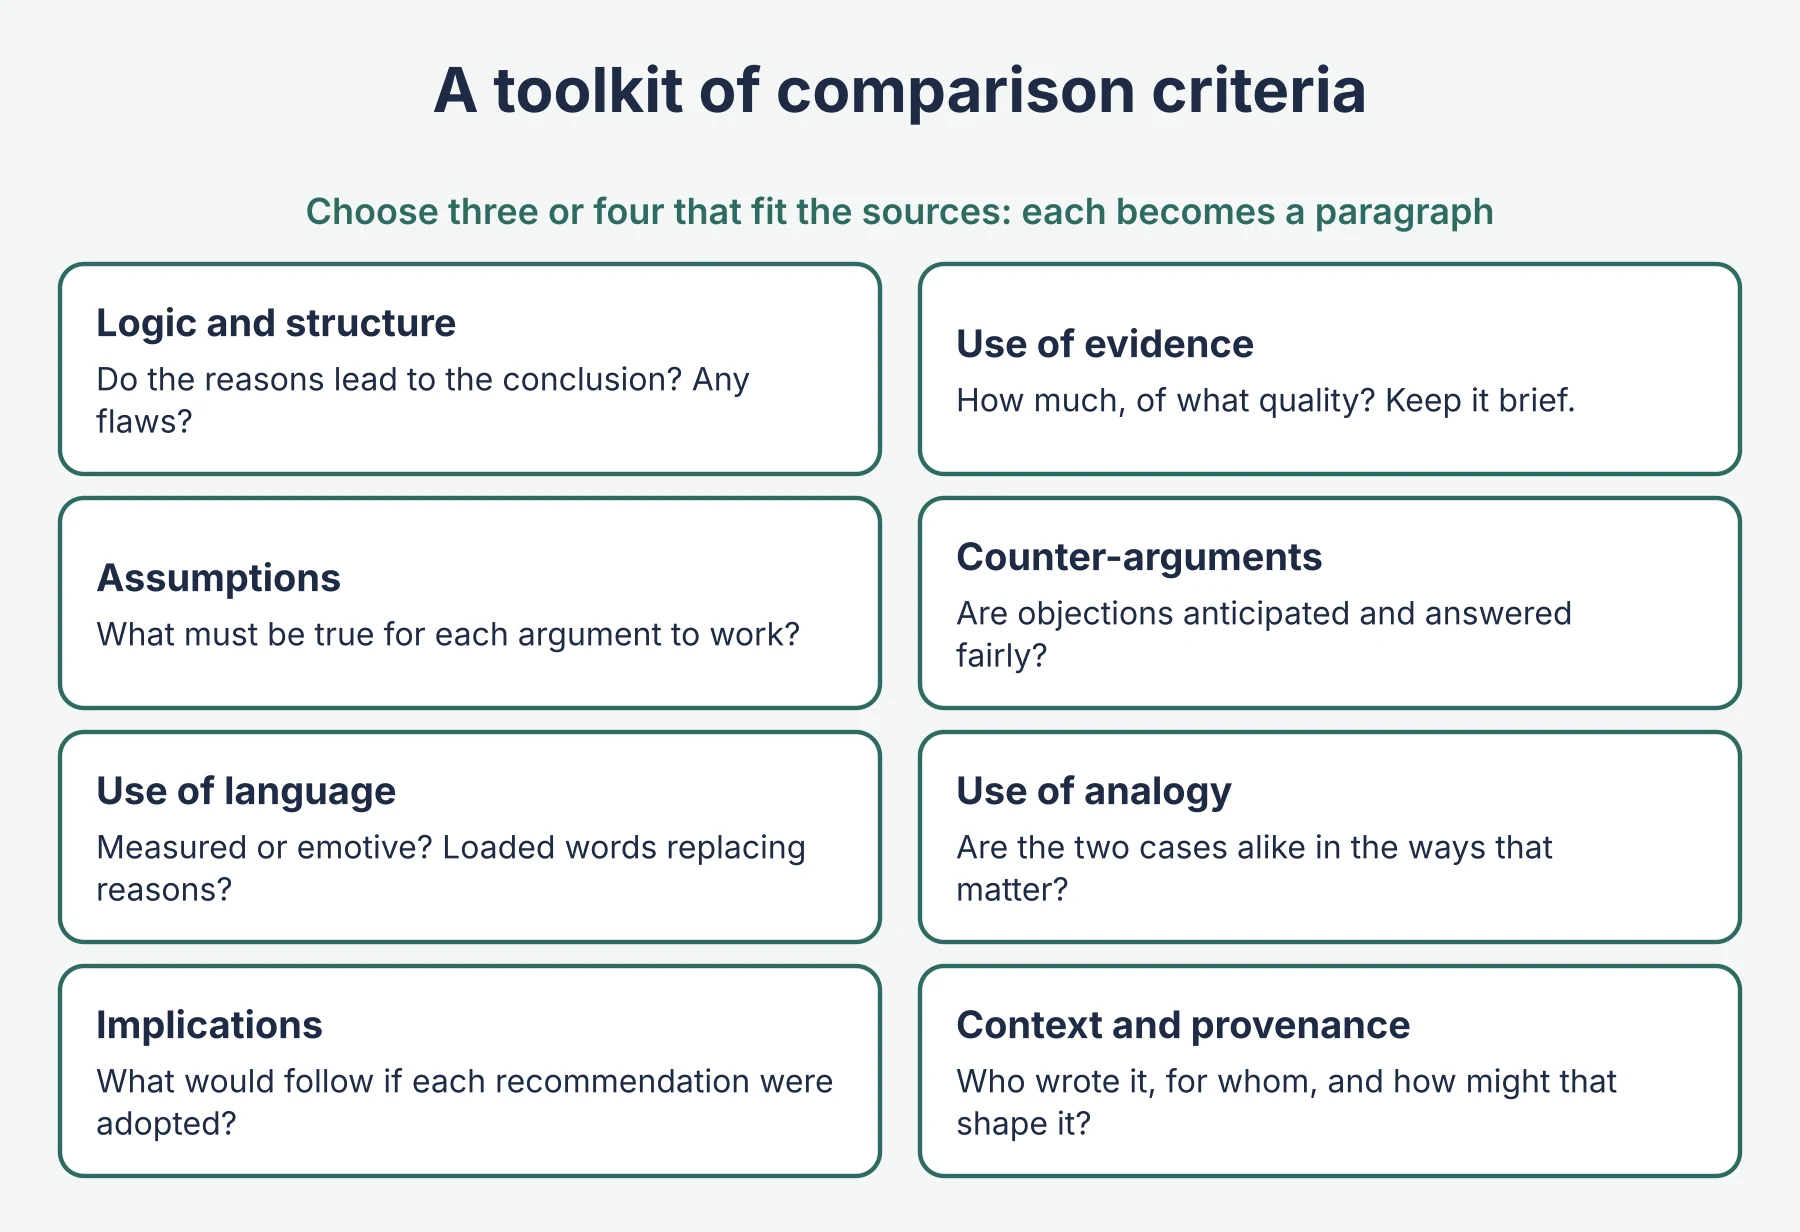 A toolkit of comparison criteria
Choose three or four that fit the sources: each becomes a paragraph
Logic and structure
Do the reasons lead to the conclusion? Any
flaws?
Use of evidence
How much, of what quality? Keep it brief.
Assumptions
What must be true for each argument to work?
Counter-arguments
Are objections anticipated and answered
fairly?
Use of language
Measured or emotive? Loaded words replacing
reasons?
Use of analogy
Are the two cases alike in the ways that
matter?
Implications
What would follow if each recommendation were
adopted?
Context and provenance
Who wrote it, for whom, and how might that
shape it?